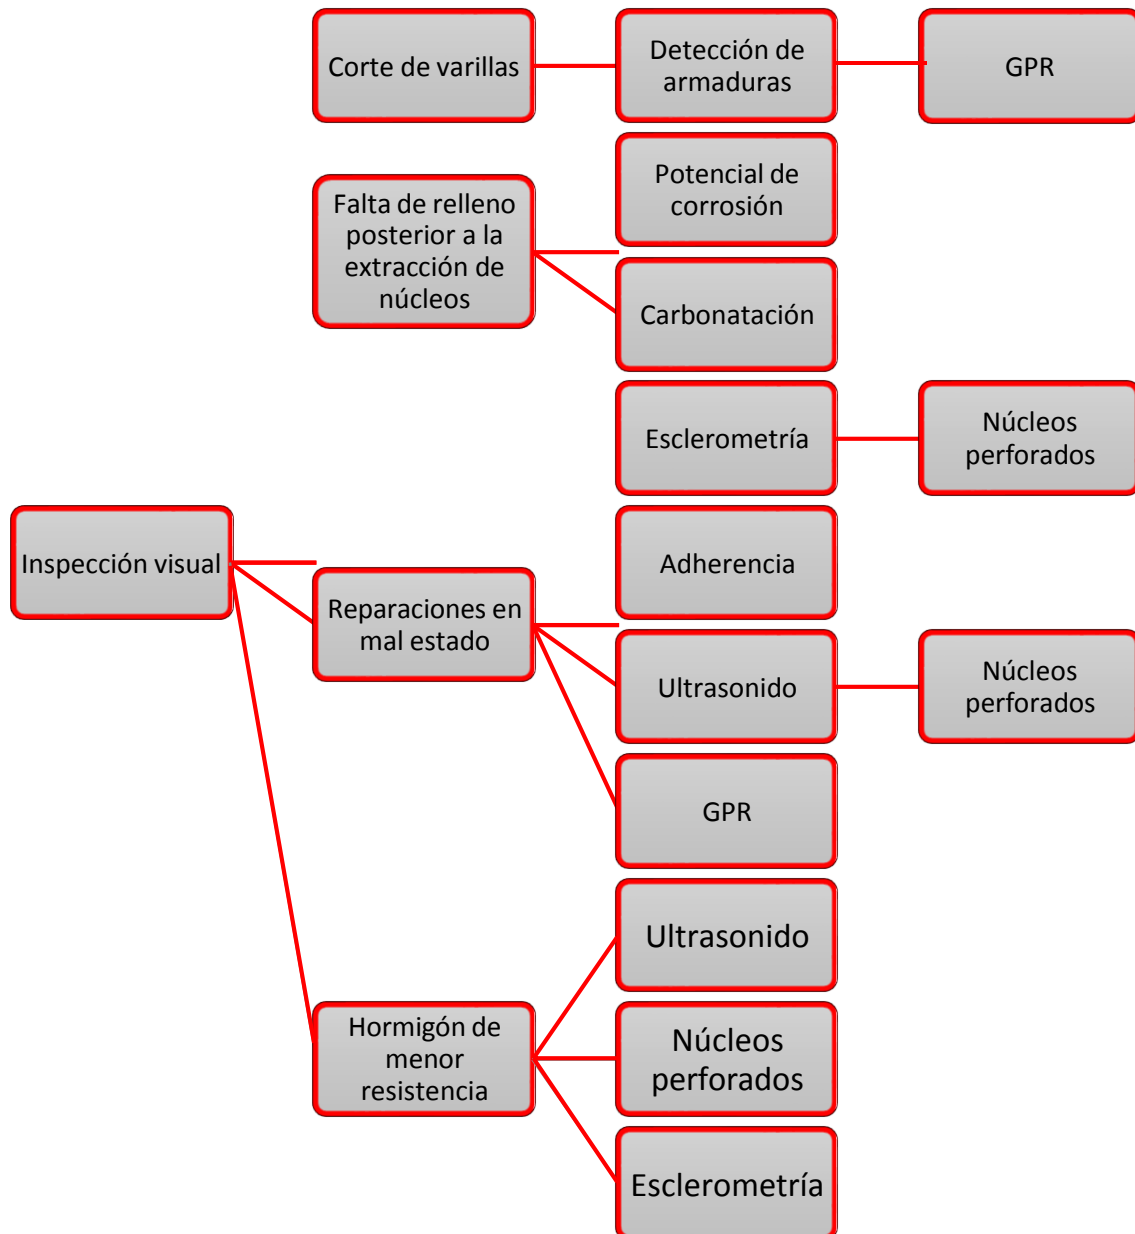 Corte de varillas
Detección de
armaduras
GPR
Falta de relleno
posterior a la
extracción de
núcleos
Potencial de
corrosión
Carbonatación
Esclerometría
Núcleos
perforados
Inspección visual
Reparaciones en
mal estado
Adherencia
Ultrasonido
Núcleos
perforados
GPR
Hormigón de
menor
resistencia
Ultrasonido
Núcleos
perforados
Esclerometría